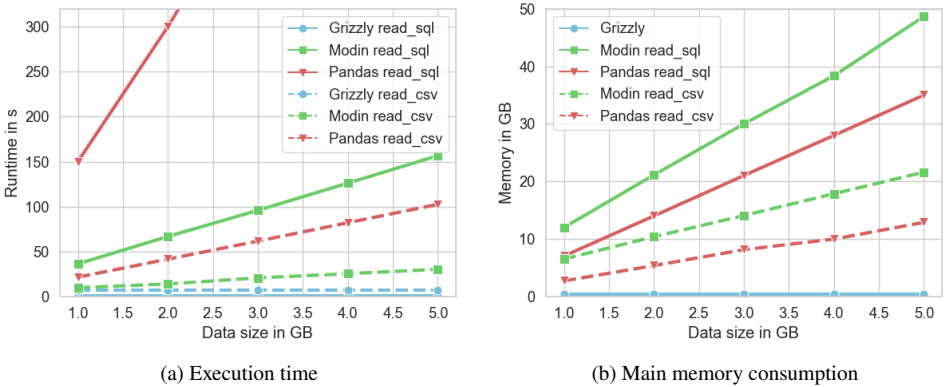 300
250
200
150
100
50
0
Runtime in s
Grizzly read_sql
Modin read_sql
Pandas read_sql
Grizzly read_csv
Modin read_csv
Pandas read_csv
1.0 1.5 2.0 2.5 3.0 3.5 4.0 4.5 5.0
Data size in GB
(a) Execution time
50
40
30
20
10
0
Memory in GB
Grizzly
Modin read_sql
Pandas read_sql
Modin read_csv
Pandas read_csv
1.0 1.5 2.0 2.5 3.0 3.5 4.0 4.5 5.0
Data size in GB
(b) Main memory consumption